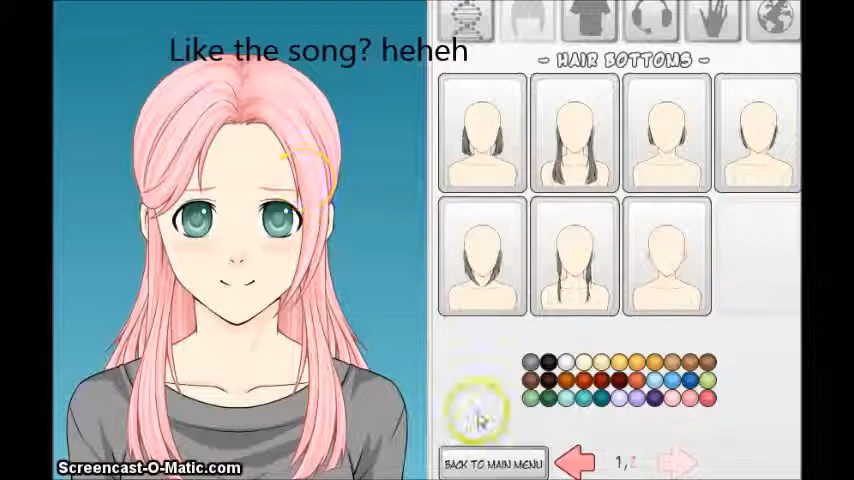 Like the song? heheh
- HAIR BOTTOMS -
BACK TO MAIN MENU
1,2
Screencast-O-Matic.com